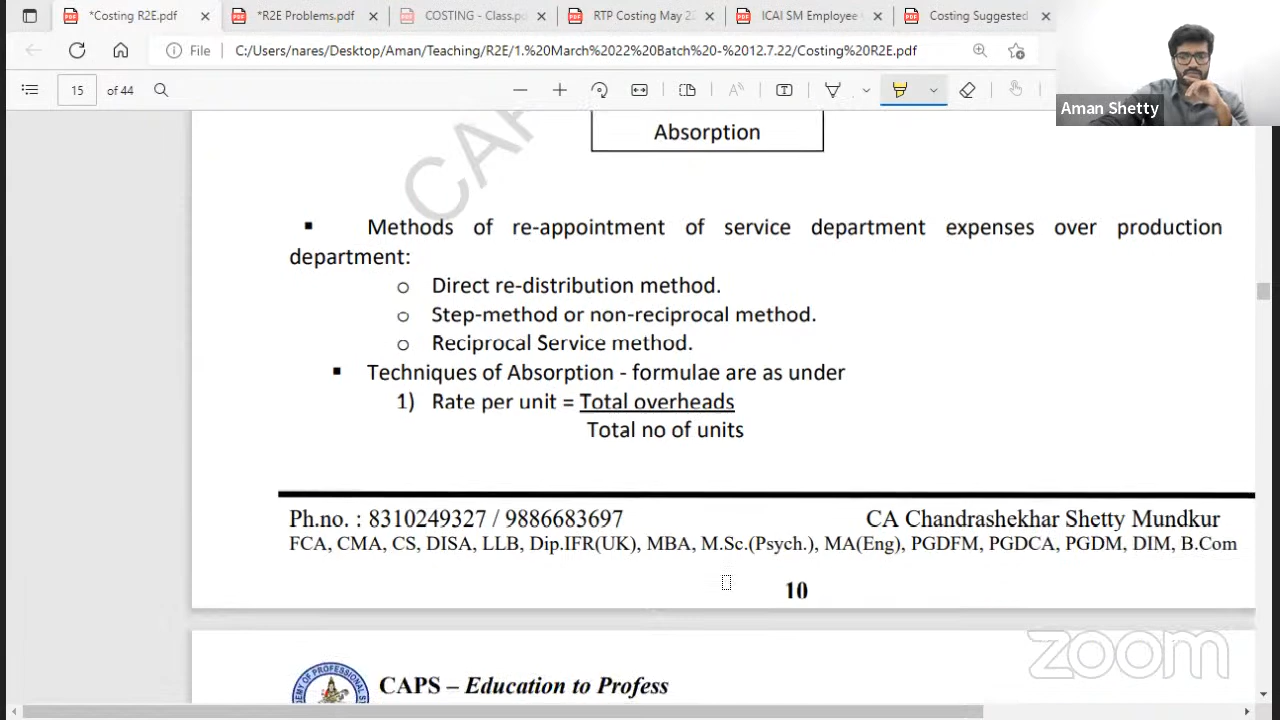 *Costing R2E.pdf
*R2E Problems.pdf
COSTING - Class.pd
RTP Costing May 2
ICAI SM Employee
Costing Suggested
File
C:/Users/nares/Desktop/Aman/Teaching/R2E/1.%20March%2022%20Batch%20-%2012.7.22/Costing%20R2E.pdf
15 of 44
Aman Shetty
CAP
Absorption
▪ Methods of re-appointment of service department expenses over production
department:
o Direct re-distribution method.
o Step-method or non-reciprocal method.
o Reciprocal Service method.
▪ Techniques of Absorption - formulae are as under
1) Rate per unit = Total overheads
Total no of units
Ph.no. : 8310249327 / 9886683697 CA Chandrashekhar Shetty Mundkur
FCA, CMA, CS, DISA, LLB, Dip.IFR(UK), MBA, M.Sc.(Psych.), MA(Eng), PGDFM, PGDCA, PGDM, DIM, B.Com
10
zoom
CAPS – Education to Profess